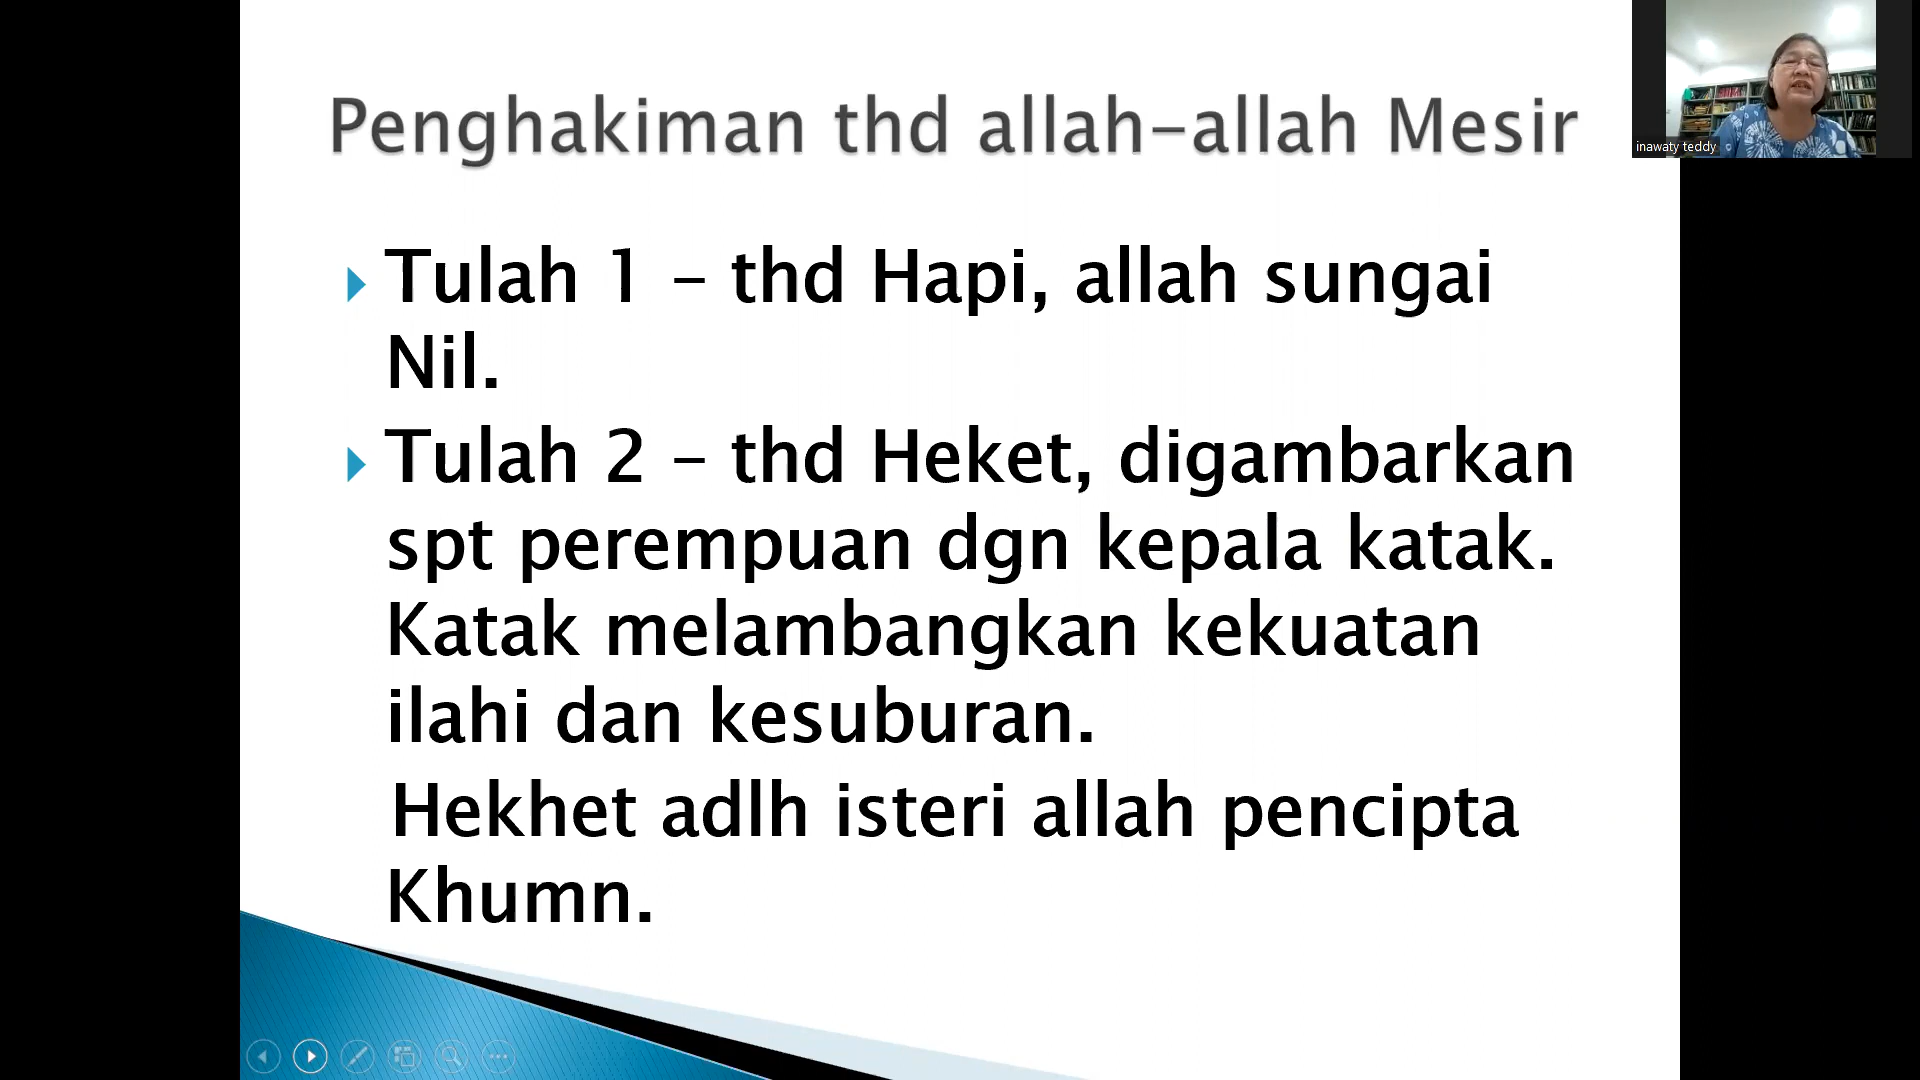 Penghakiman thd allah-allah Mesir
inawaty teddy
Tulah 1 – thd Hapi, allah sungai
Nil.
Tulah 2 – thd Heket, digambarkan
spt perempuan dgn kepala katak.
Katak melambangkan kekuatan
ilahi dan kesuburan.
Hekhet adlh isteri allah pencipta
Khumn.